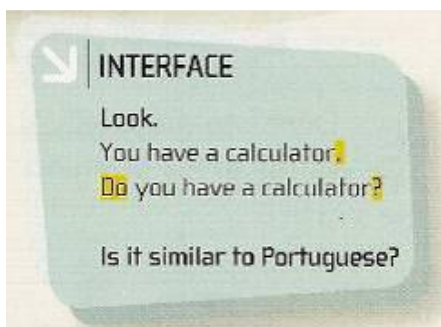 INTERFACE
Look.
You have a calculator.
Do you have a calculator?
Is it similar to Portuguese?